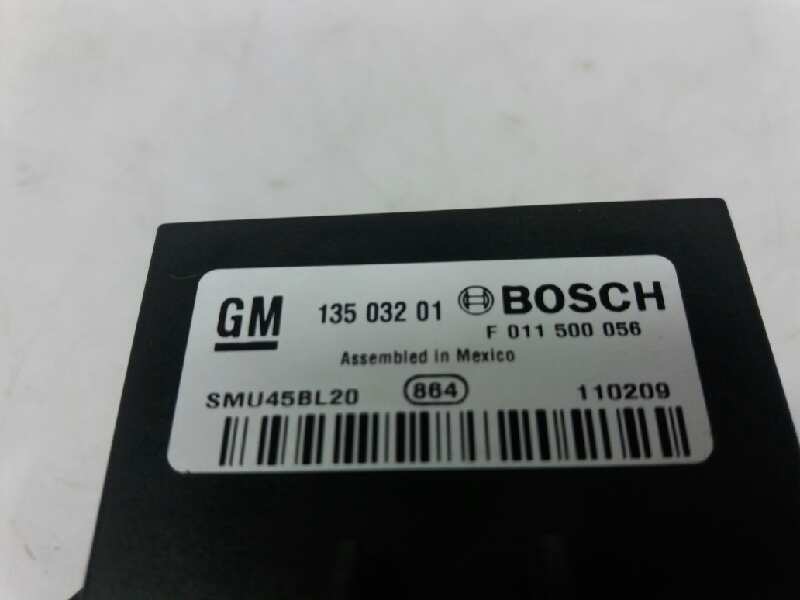 GM 135 032 01 BOSCH
F 011 500 056
Assembled in Mexico
SMU45BL20 864 110209